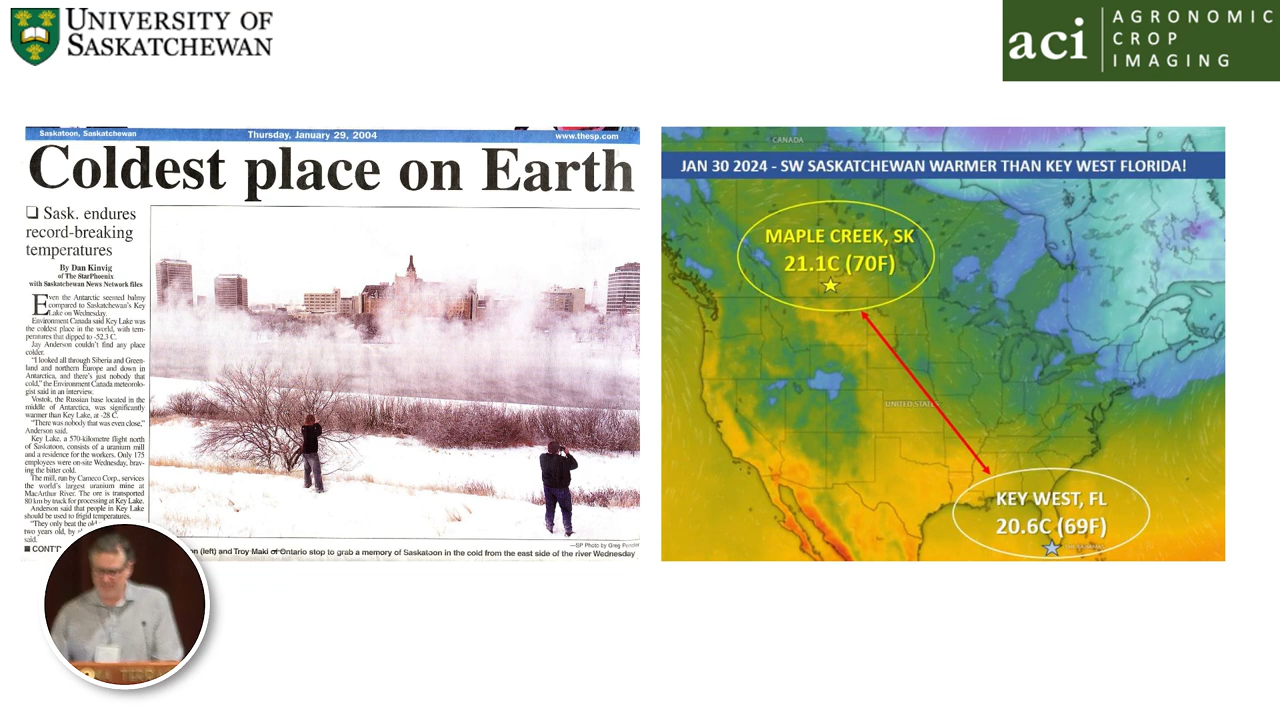 UNIVERSITY OF
SASKATCHEWAN
aci
AGRONOMIC
CROP
IMAGING
Saskatoon, Saskatchewan
Thursday, January 29, 2004
www.thesp.com
Coldest place on Earth
❑ Sask. endures
record-breaking
temperatures
By Dan Kinvig
of The StarPhoenix
with Saskatchewan News Network files
Even the Antarctic seemed balmy
compared to Saskatchewan's Key
Lake on Wednesday.
Environment Canada said Key Lake was
the coldest place in the world, with tem-
peratures that dipped to -52.3 C.
Jay Anderson couldn't find any place
colder.
"I looked all through Siberia and Green-
land and northern Europe and down in
Antarctica, and there's just nobody that
cold," the Environment Canada meteorolo-
gist said in an interview.
Vostok, the Russian base located in the
middle of Antarctica, was significantly
warmer than Key Lake, at -28 C.
"There was nobody that was even close,"
Anderson said.
Key Lake, a 570-kilometre flight north
of Saskatoon, consists of a uranium mill
and a residence for the workers. Only 175
employees were on-site Wednesday, brav-
ing the bitter cold.
The mill, run by Cameco Corp., services
the world's largest uranium mine at
MacArthur River. The ore is transported
80 km by truck for processing at Key Lake.
Anderson said that people in Key Lake
should be used to frigid temperatures.
"They only beat the old
two years old, by
said.
—SP Photo by Greg Pender
(left) and Troy Maki of Ontario stop to grab a memory of Saskatoon in the cold from the east side of the river Wednesday
CANADA
JAN 30 2024 - SW SASKATCHEWAN WARMER THAN KEY WEST FLORIDA!
MAPLE CREEK, SK
21.1C (70F)
UNITED STATES
KEY WEST, FL
20.6C (69F)